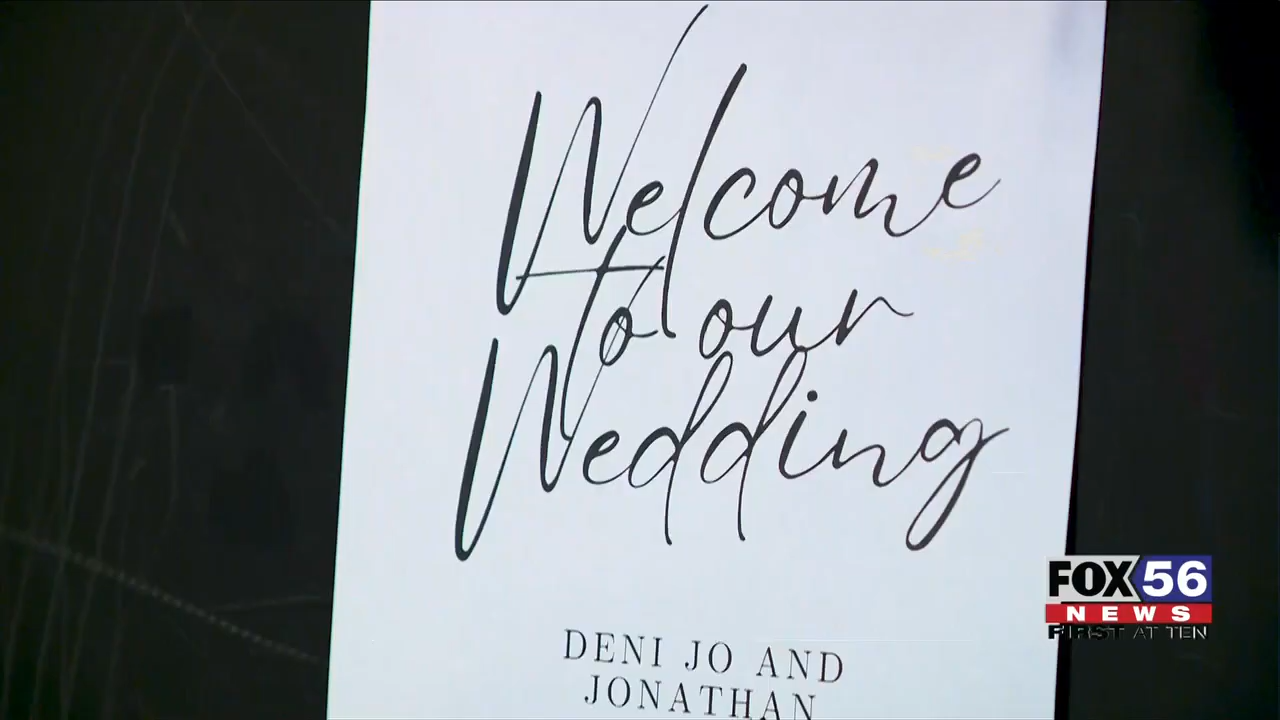 Welcome
to our
Wedding
DENI JO AND
JONATHAN
FOX 56
NEWS
FIRST AT TEN